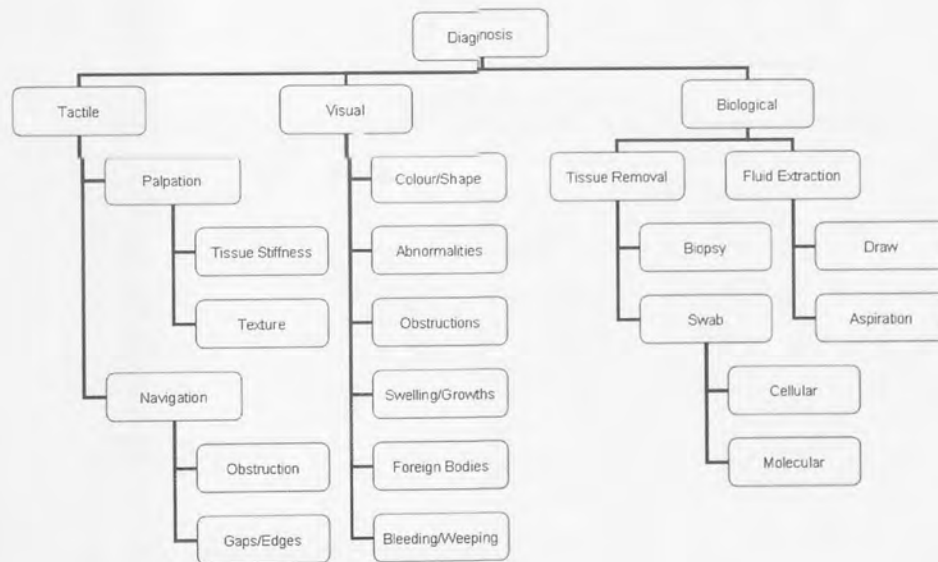 Diagnosis
Tactile
Visual
Biological
Palpation
Colour/Shape
Tissue Removal
Fluid Extraction
Tissue Stiffness
Abnormalities
Biopsy
Draw
Texture
Obstructions
Swab
Aspiration
Navigation
Swelling/Growths
Cellular
Obstruction
Foreign Bodies
Molecular
Gaps/Edges
Bleeding/Weeping